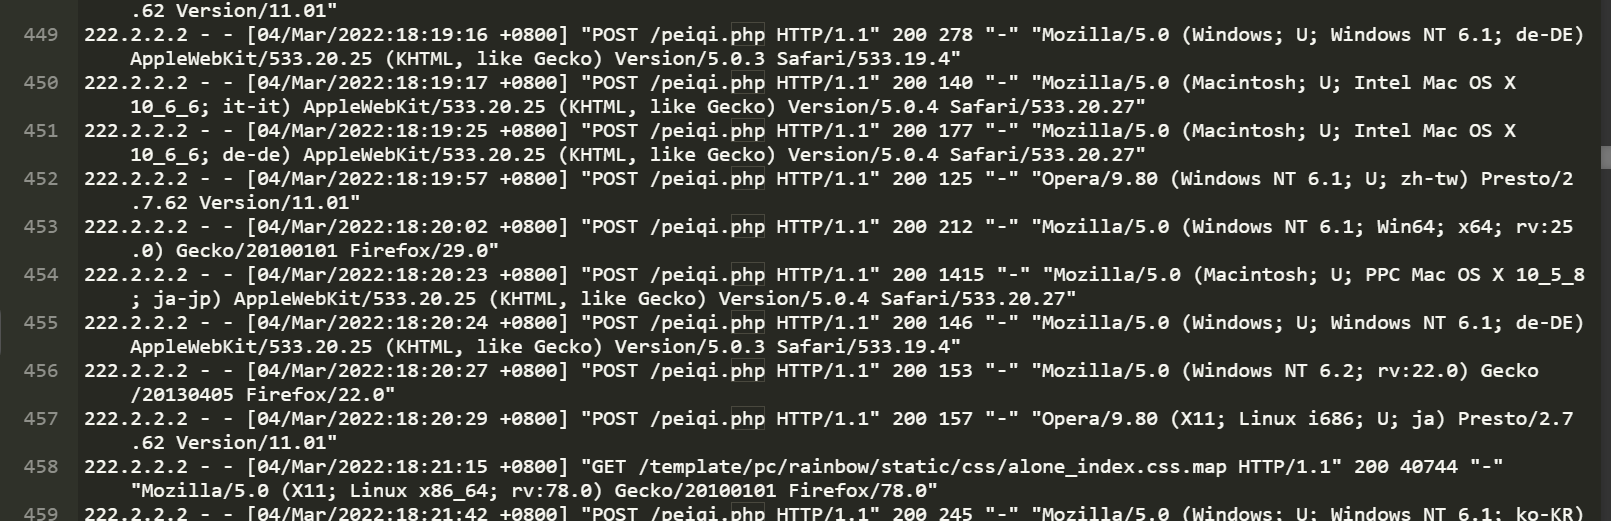 .62 Version/11.01"
449 222.2.2.2 - - [04/Mar/2022:18:19:16 +0800] "POST /peiqi.php HTTP/1.1" 200 278 "-" "Mozilla/5.0 (Windows; U; Windows NT 6.1; de-DE)
AppleWebKit/533.20.25 (KHTML, like Gecko) Version/5.0.3 Safari/533.19.4"
450 222.2.2.2 - - [04/Mar/2022:18:19:17 +0800] "POST /peiqi.php HTTP/1.1" 200 140 "-" "Mozilla/5.0 (Macintosh; U; Intel Mac OS X
10_6_6; it-it) AppleWebKit/533.20.25 (KHTML, like Gecko) Version/5.0.4 Safari/533.20.27"
451 222.2.2.2 - - [04/Mar/2022:18:19:25 +0800] "POST /peiqi.php HTTP/1.1" 200 177 "-" "Mozilla/5.0 (Macintosh; U; Intel Mac OS X
10_6_6; de-de) AppleWebKit/533.20.25 (KHTML, like Gecko) Version/5.0.4 Safari/533.20.27"
452 222.2.2.2 - - [04/Mar/2022:18:19:57 +0800] "POST /peiqi.php HTTP/1.1" 200 125 "-" "Opera/9.80 (Windows NT 6.1; U; zh-tw) Presto/2
.7.62 Version/11.01"
453 222.2.2.2 - - [04/Mar/2022:18:20:02 +0800] "POST /peiqi.php HTTP/1.1" 200 212 "-" "Mozilla/5.0 (Windows NT 6.1; Win64; x64; rv:25
.0) Gecko/20100101 Firefox/29.0"
454 222.2.2.2 - - [04/Mar/2022:18:20:23 +0800] "POST /peiqi.php HTTP/1.1" 200 1415 "-" "Mozilla/5.0 (Macintosh; U; PPC Mac OS X 10_5_8
; ja-jp) AppleWebKit/533.20.25 (KHTML, like Gecko) Version/5.0.4 Safari/533.20.27"
455 222.2.2.2 - - [04/Mar/2022:18:20:24 +0800] "POST /peiqi.php HTTP/1.1" 200 146 "-" "Mozilla/5.0 (Windows; U; Windows NT 6.1; de-DE)
AppleWebKit/533.20.25 (KHTML, like Gecko) Version/5.0.3 Safari/533.19.4"
456 222.2.2.2 - - [04/Mar/2022:18:20:27 +0800] "POST /peiqi.php HTTP/1.1" 200 153 "-" "Mozilla/5.0 (Windows NT 6.2; rv:22.0) Gecko
/20130405 Firefox/22.0"
457 222.2.2.2 - - [04/Mar/2022:18:20:29 +0800] "POST /peiqi.php HTTP/1.1" 200 157 "-" "Opera/9.80 (X11; Linux i686; U; ja) Presto/2.7
.62 Version/11.01"
458 222.2.2.2 - - [04/Mar/2022:18:21:15 +0800] "GET /template/pc/rainbow/static/css/alone_index.css.map HTTP/1.1" 200 40744 "-"
"Mozilla/5.0 (X11; Linux x86_64; rv:78.0) Gecko/20100101 Firefox/78.0"
459 222.2.2.2 - - [04/Mar/2022:18:21:42 +0800] "POST /peiqi.php HTTP/1.1" 200 245 "-" "Mozilla/5.0 (Windows; U; Windows NT 6.1; ko-KR)